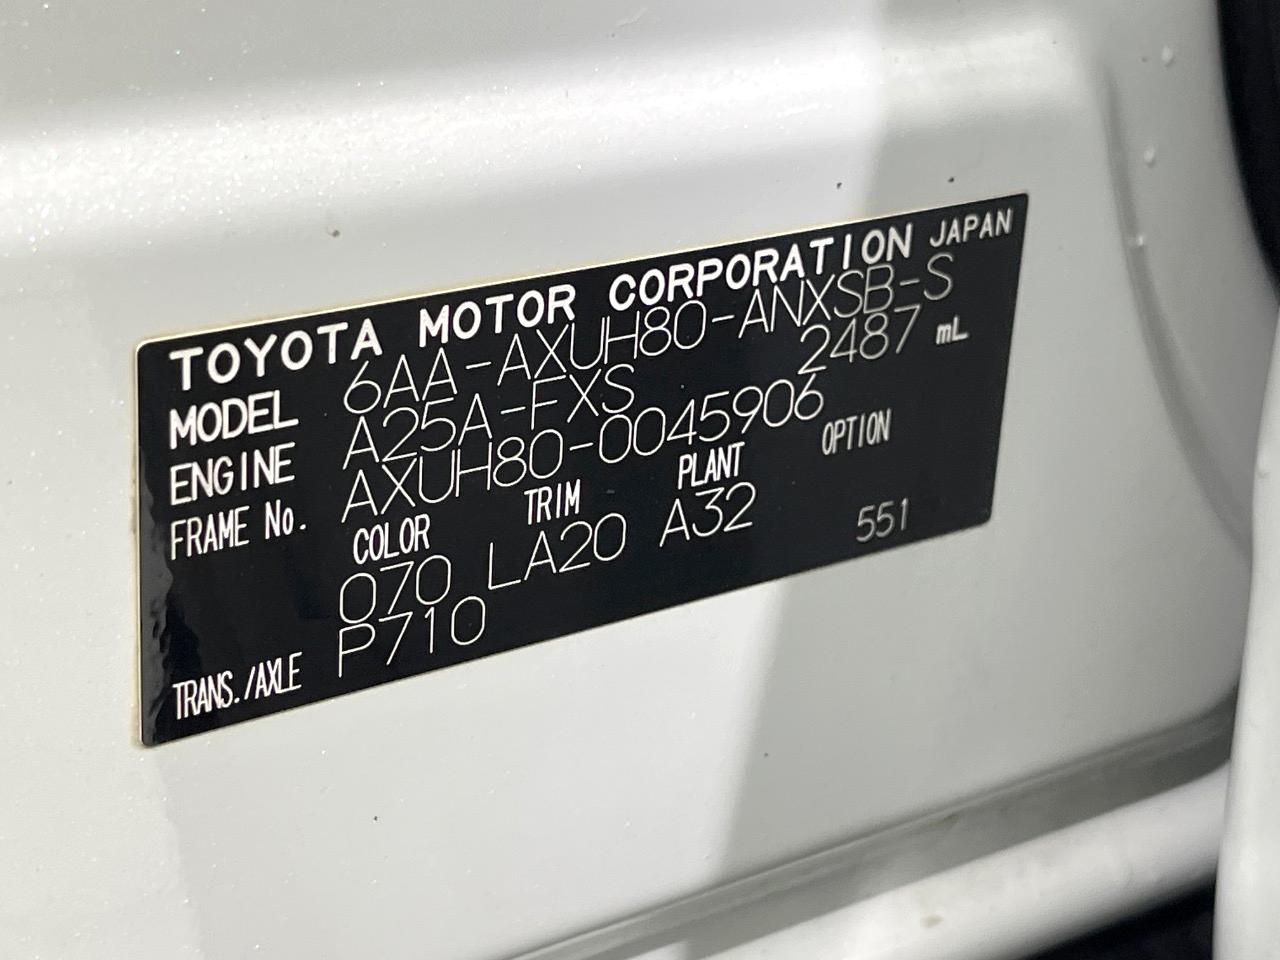 TOYOTA MOTOR CORPORATION JAPAN
MODEL 6AA-AXUH80-ANXSB-S
ENGINE A25A-FXS 2487 mL
FRAME No. AXUH80-0045906
COLOR TRIM PLANT OPTION
070 LA20 A32 551
TRANS./AXLE P710